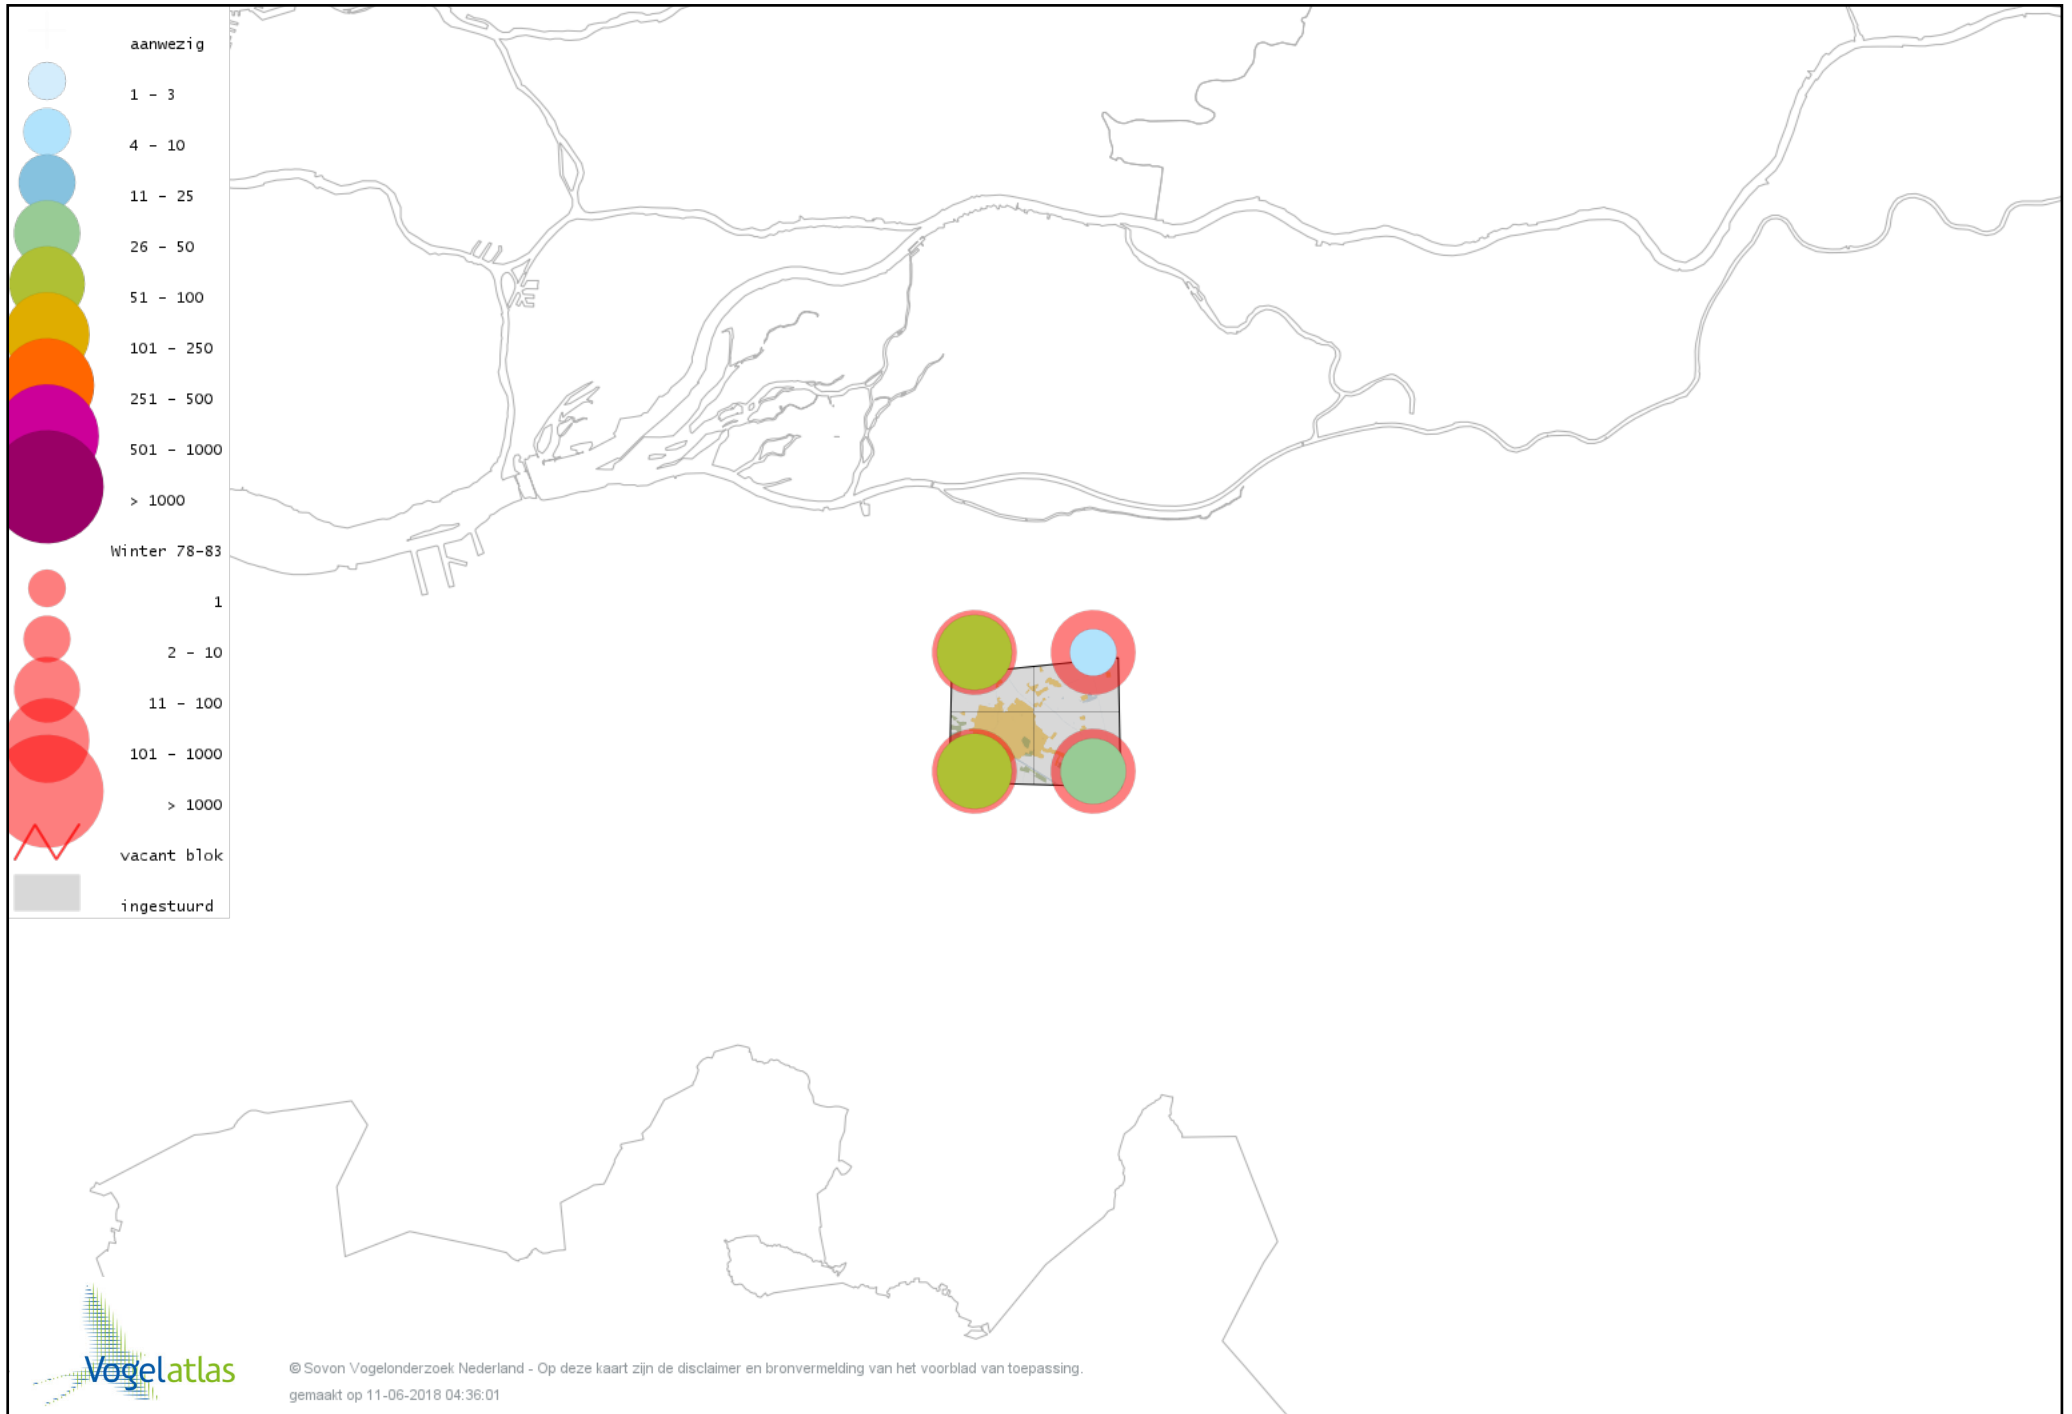 aanwezig
1 - 3
4 - 10
11 - 25
26 - 50
51 - 100
101 - 250
251 - 500
501 - 1000
> 1000
Winter 78-83
1
2 - 10
11 - 100
101 - 1000
> 1000
vacant blok
ingestuurd
Vogelatlas
© Sovon Vogelonderzoek Nederland - Op deze kaart zijn de disclaimer en bronvermelding van het voorblad van toepassing.
gemaakt op 11-06-2018 04:36:01